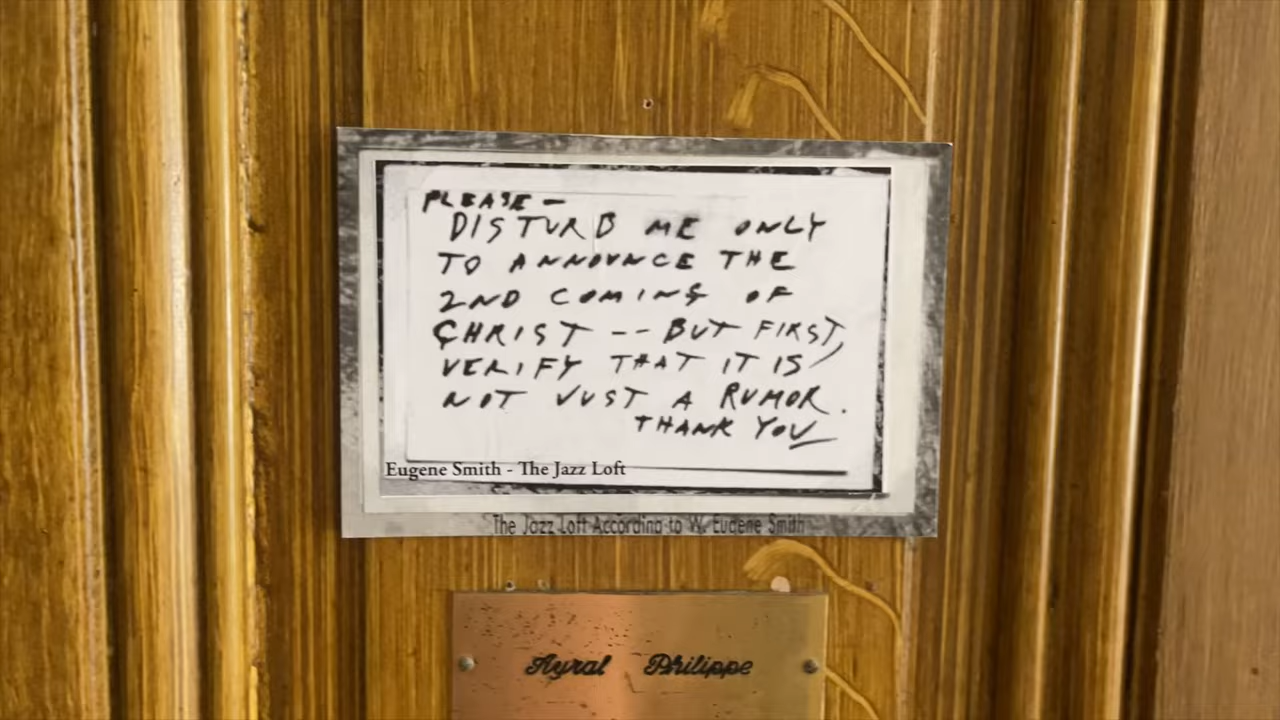 PLEASE -
DISTURB ME ONLY
TO ANNOUNCE THE
2ND COMING OF
CHRIST -- BUT FIRST,
VERIFY THAT IT IS
NOT JUST A RUMOR.
THANK YOU
Eugene Smith - The Jazz Loft
The Jazz Loft According to W. Eugene Smith
Ayral Philippe